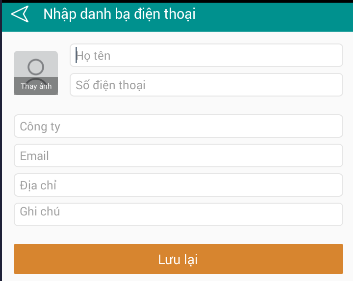 Nhập danh bạ điện thoại
Họ tên
Thay ảnh
Số điện thoại
Công ty
Email
Địa chỉ
Ghi chú
Lưu lại